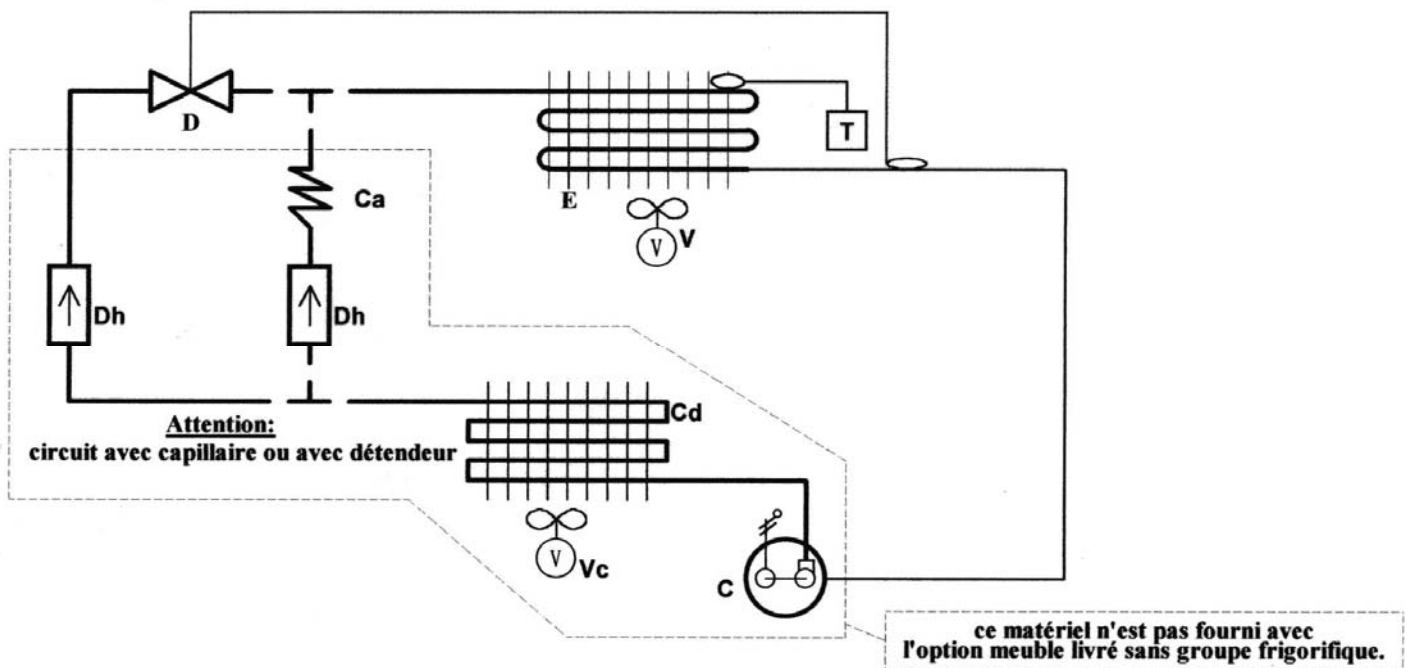 D
T
Ca
E
V
V
Dh
Dh
Cd
Attention:
circuit avec capillaire ou avec détendeur
V
Vc
C
ce matériel n'est pas fourni avec
l'option meuble livré sans groupe frigorifique.